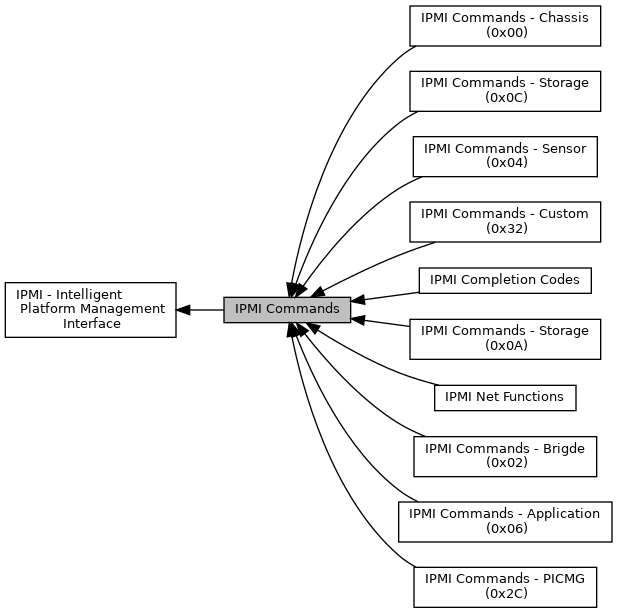 IPMI Commands - Chassis
(0x00)
IPMI Commands - Storage
(0x0C)
IPMI Commands - Sensor
(0x04)
IPMI Commands - Custom
(0x32)
IPMI Completion Codes
IPMI - Intelligent
Platform Management
Interface
IPMI Commands
IPMI Commands - Storage
(0x0A)
IPMI Net Functions
IPMI Commands - Brigde
(0x02)
IPMI Commands - Application
(0x06)
IPMI Commands - PICMG
(0x2C)